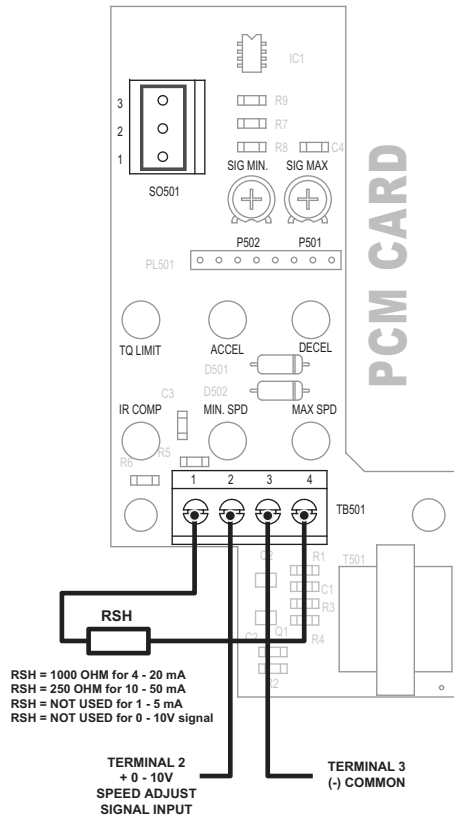 IC1
3
2
1
SO501
R9
R7
R8
C4
SIG MIN.
SIG MAX
P502
P501
PL501
PCM CARD
TQ LIMIT
ACCEL
DECEL
D501
D502
C3
IR COMP
MIN. SPD
MAX SPD
R5
R6
1
2
3
4
TB501
RSH
Q2
R1
T501
C1
R3
C2
Q1
R4
R2
RSH = 1000 OHM for 4 - 20 mA
RSH = 250 OHM for 10 - 50 mA
RSH = NOT USED for 1 - 5 mA
RSH = NOT USED for 0 - 10V signal
TERMINAL 2
+ 0 - 10V
SPEED ADJUST
SIGNAL INPUT
TERMINAL 3
(-) COMMON